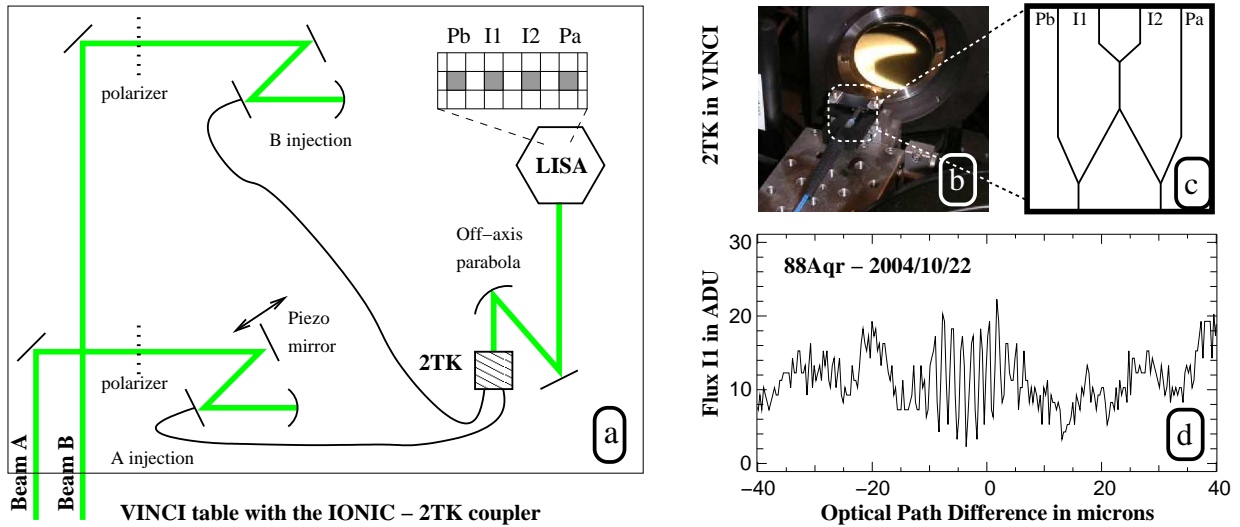 polarizer
B injection
Pb I1 I2 Pa
LISA
Off−axis
parabola
Piezo
mirror
polarizer
2TK
A injection
Beam A
Beam B
a
VINCI table with the IONIC − 2TK coupler
2TK in VINCI
b
Pb I1 I2 Pa
c
88Aqr − 2004/10/22
Flux I1 in ADU
30
20
10
0
d
−40 −20 0 20 40
Optical Path Difference in microns